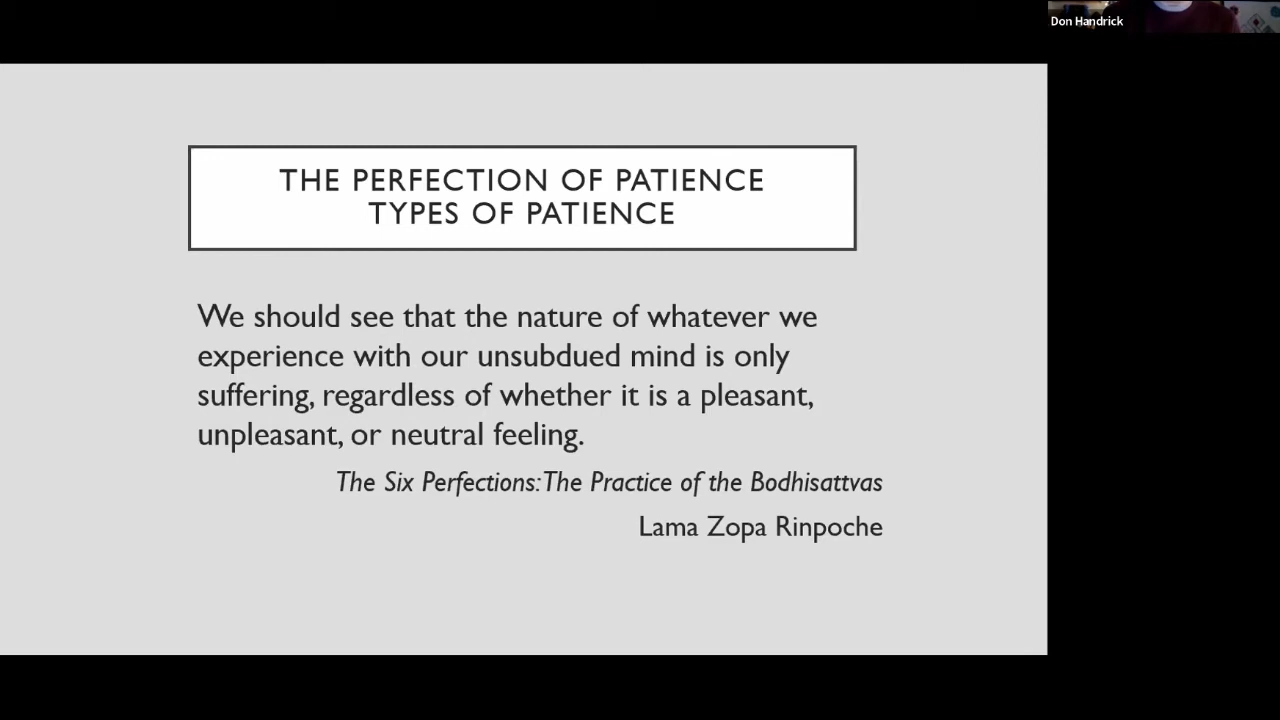 Don Handrick
THE PERFECTION OF PATIENCE
TYPES OF PATIENCE
We should see that the nature of whatever we
experience with our unsubdued mind is only
suffering, regardless of whether it is a pleasant,
unpleasant, or neutral feeling.
The Six Perfections: The Practice of the Bodhisattvas
Lama Zopa Rinpoche